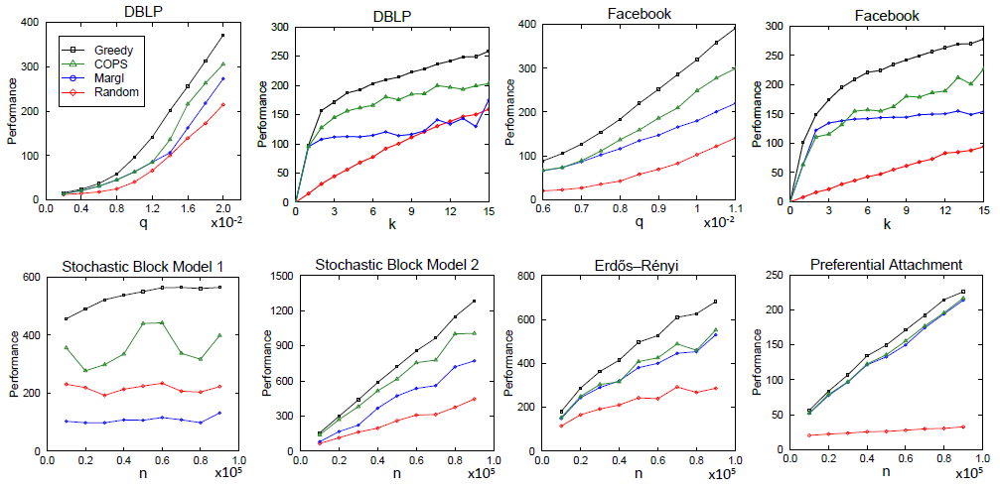 DBLP
Performance
400
300
200
100
0
Greedy
COPS
MargI
Random
0.0 0.4 0.8 1.2 1.6 2.0
q x10-2
DBLP
Performance
300
250
200
150
100
50
0
0 3 6 9 12 15
k
Facebook
Performance
400
300
200
100
0
0.6 0.7 0.8 0.9 1 1.1
q x10-2
Facebook
Performance
300
250
200
150
100
50
0
0 3 6 9 12 15
k
Stochastic Block Model 1
Performance
600
400
200
0
0.0 0.2 0.4 0.6 0.8 1.0
n x10⁵
Stochastic Block Model 2
Performance
1500
1200
900
600
300
0
0.0 0.2 0.4 0.6 0.8 1.0
n x10⁵
Erdős–Rényi
Performance
800
600
400
200
0
0.0 0.2 0.4 0.6 0.8 1.0
n x10⁵
Preferential Attachment
Performance
250
200
150
100
50
0
0.0 0.2 0.4 0.6 0.8 1.0
n x10⁵